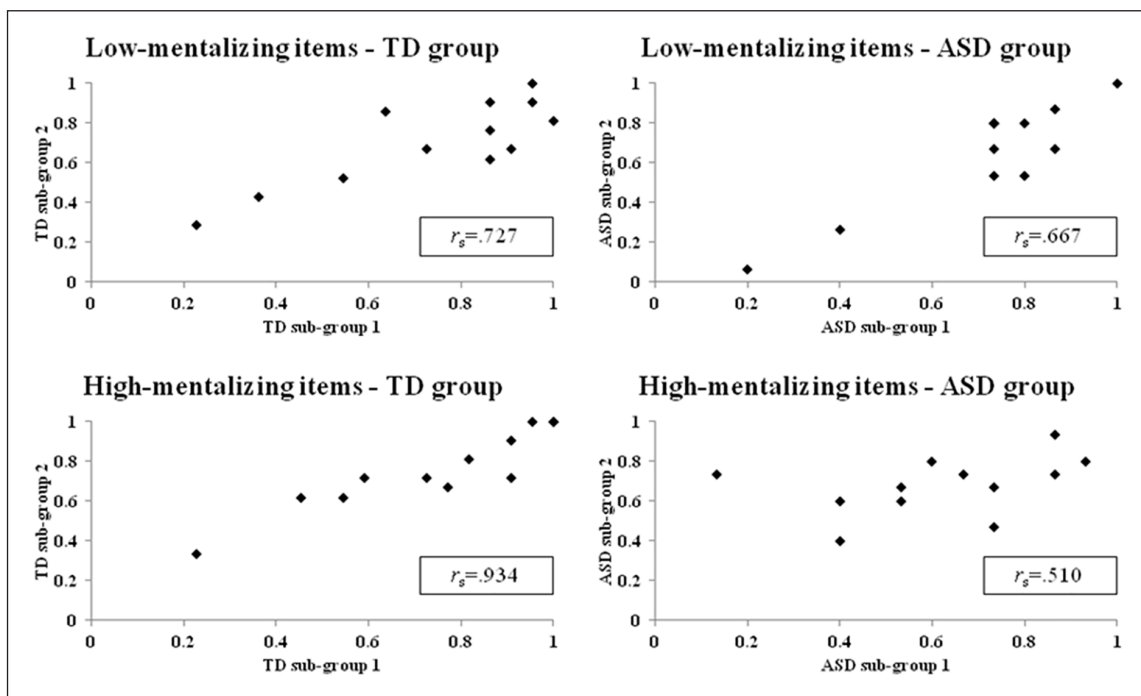 Low-mentalizing items - TD group
1
0.8
0.6
0.4
0.2
0
TD sub-group 2
0 0.2 0.4 0.6 0.8 1
TD sub-group 1
rs=.727
Low-mentalizing items - ASD group
1
0.8
0.6
0.4
0.2
0
ASD sub-group 2
0 0.2 0.4 0.6 0.8 1
ASD sub-group 1
rs=.667
High-mentalizing items - TD group
1
0.8
0.6
0.4
0.2
0
TD sub-group 2
0 0.2 0.4 0.6 0.8 1
TD sub-group 1
rs=.934
High-mentalizing items - ASD group
1
0.8
0.6
0.4
0.2
0
ASD sub-group 2
0 0.2 0.4 0.6 0.8 1
ASD sub-group 1
rs=.510